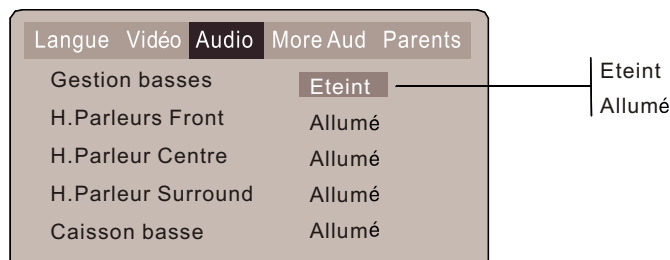 Langue Vidéo Audio More Aud Parents
Gestion basses Eteint
H.Parleurs Front Allumé
H.Parleur Centre Allumé
H.Parleur Surround Allumé
Caisson basse Allumé
Eteint
Allumé